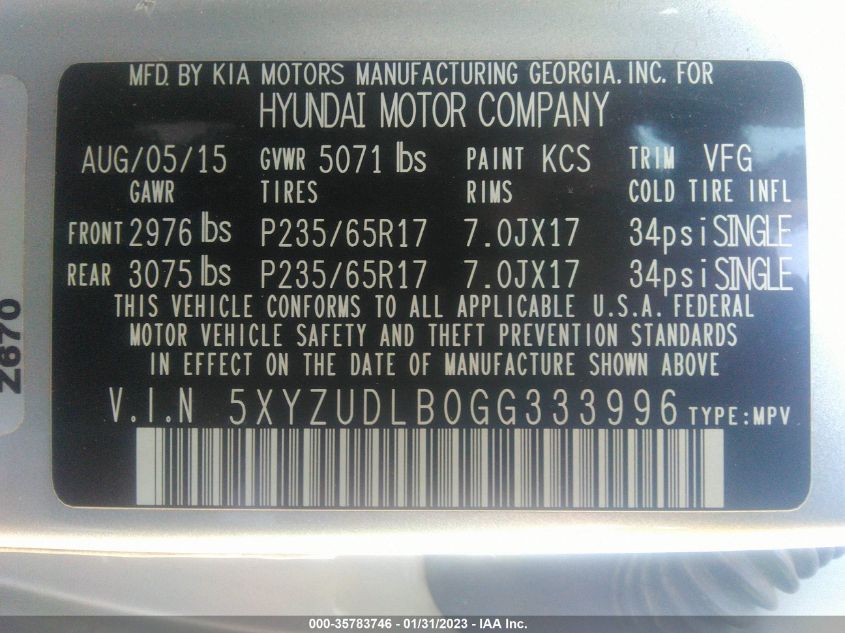 MFD. BY KIA MOTORS MANUFACTURING GEORGIA, INC. FOR
HYUNDAI MOTOR COMPANY
AUG/05/15 GVWR 5071 lbs PAINT KCS TRIM VFG
GAWR TIRES RIMS COLD TIRE INFL
FRONT 2976 lbs P235/65R17 7.0JX17 34psi SINGLE
REAR 3075 lbs P235/65R17 7.0JX17 34psi SINGLE
THIS VEHICLE CONFORMS TO ALL APPLICABLE U.S.A. FEDERAL
MOTOR VEHICLE SAFETY AND THEFT PREVENTION STANDARDS
IN EFFECT ON THE DATE OF MANUFACTURE SHOWN ABOVE
V.I.N 5XYZUDLB0GG333996 TYPE:MPV
Z670
000-35783746 - 01/31/2023 - IAA Inc.